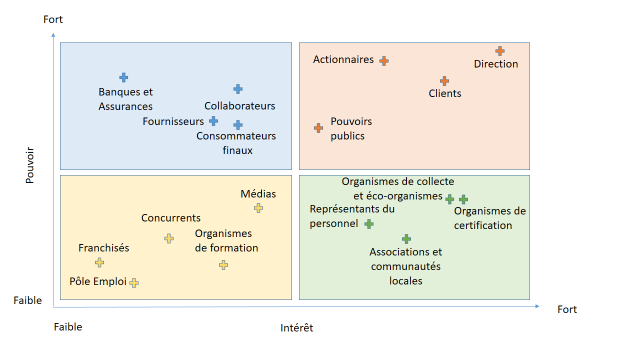 Fort
Actionnaires
Direction
Banques et
Assurances
Collaborateurs
Clients
Fournisseurs
Consommateurs
finaux
Pouvoirs
publics
Pouvoir
Médias
Concurrents
Organismes
de formation
Franchisés
Pôle Emploi
Organismes de collecte
et éco-organismes
Représentants du
personnel
Organismes de
certification
Associations et
communautés
locales
Faible
Faible
Intérêt
Fort